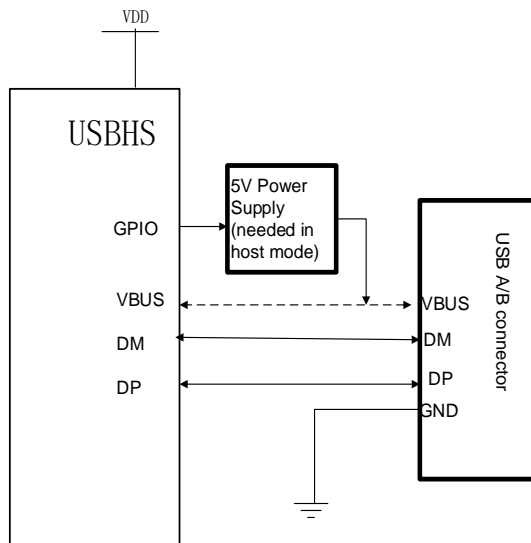 VDD
USBHS
5V Power
Supply
(needed in
host mode)
GPIO
VBUS
DM
DP
VBUS
DM
DP
GND
USB A/B connector